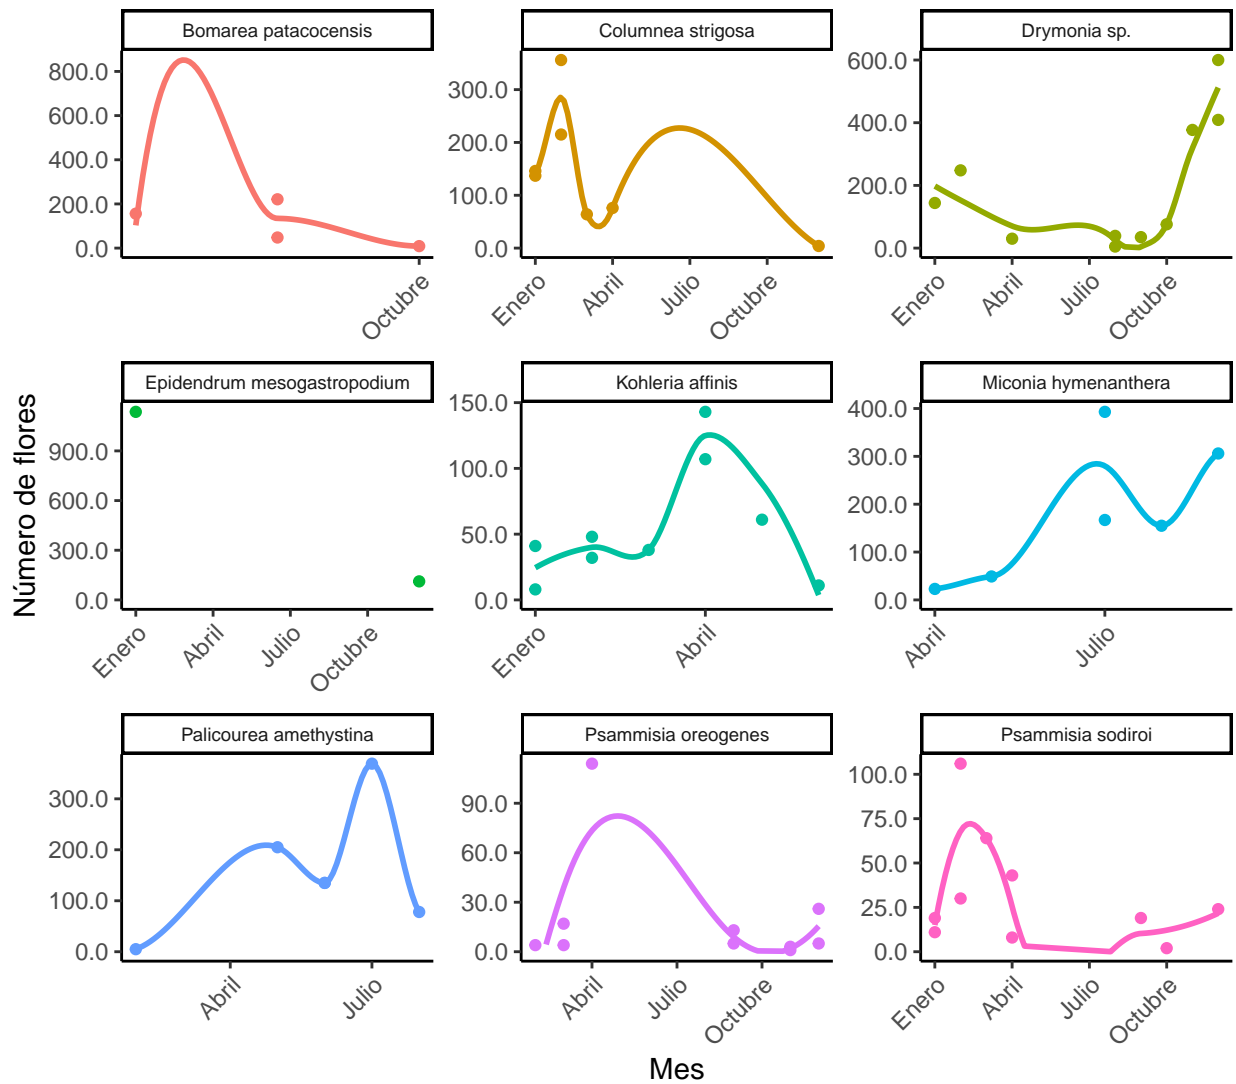 Bomarea patacocensis
Columnea strigosa
Drymonia sp.
800.0
600.0
400.0
200.0
0.0
Octubre
300.0
200.0
100.0
0.0
Enero
Abril
Julio
Octubre
600.0
400.0
200.0
0.0
Enero
Abril
Julio
Octubre
Número de flores
Epidendrum mesogastropodium
Kohleria affinis
Miconia hymenanthera
900.0
600.0
300.0
0.0
Enero
Abril
Julio
Octubre
150.0
100.0
50.0
0.0
Enero
Abril
400.0
300.0
200.0
100.0
0.0
Abril
Julio
Palicourea amethystina
Psammisia oreogenes
Psammisia sodiroi
300.0
200.0
100.0
0.0
Abril
Julio
90.0
60.0
30.0
0.0
Abril
Julio
Octubre
100.0
75.0
50.0
25.0
0.0
Enero
Abril
Julio
Octubre
Mes